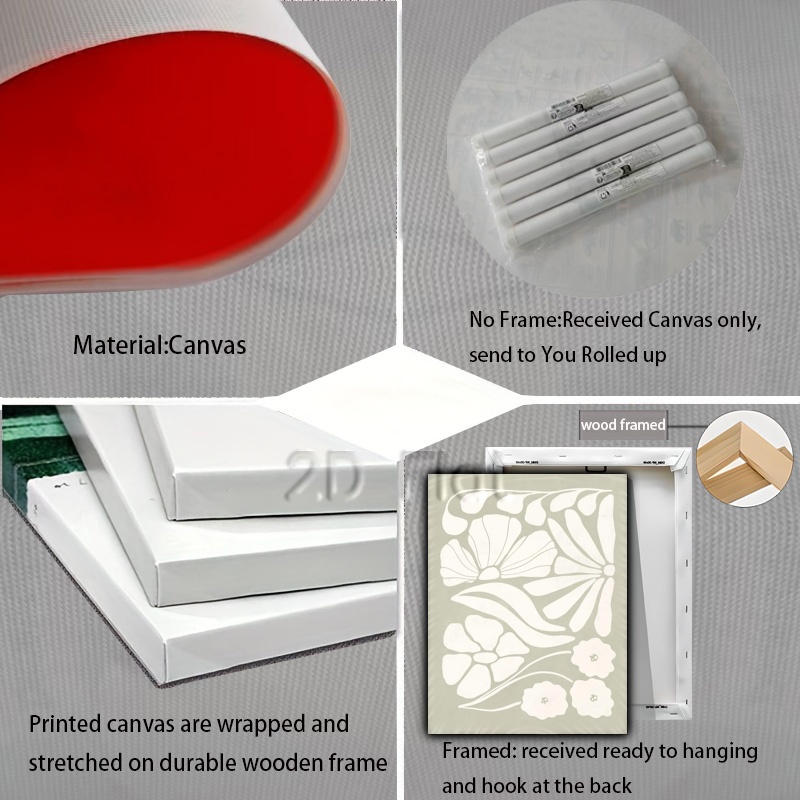 Material:Canvas
No Frame:Received Canvas only,
send to You Rolled up
wood framed
2D Flat
Printed canvas are wrapped and
stretched on durable wooden frame
Framed: received ready to hanging
and hook at the back